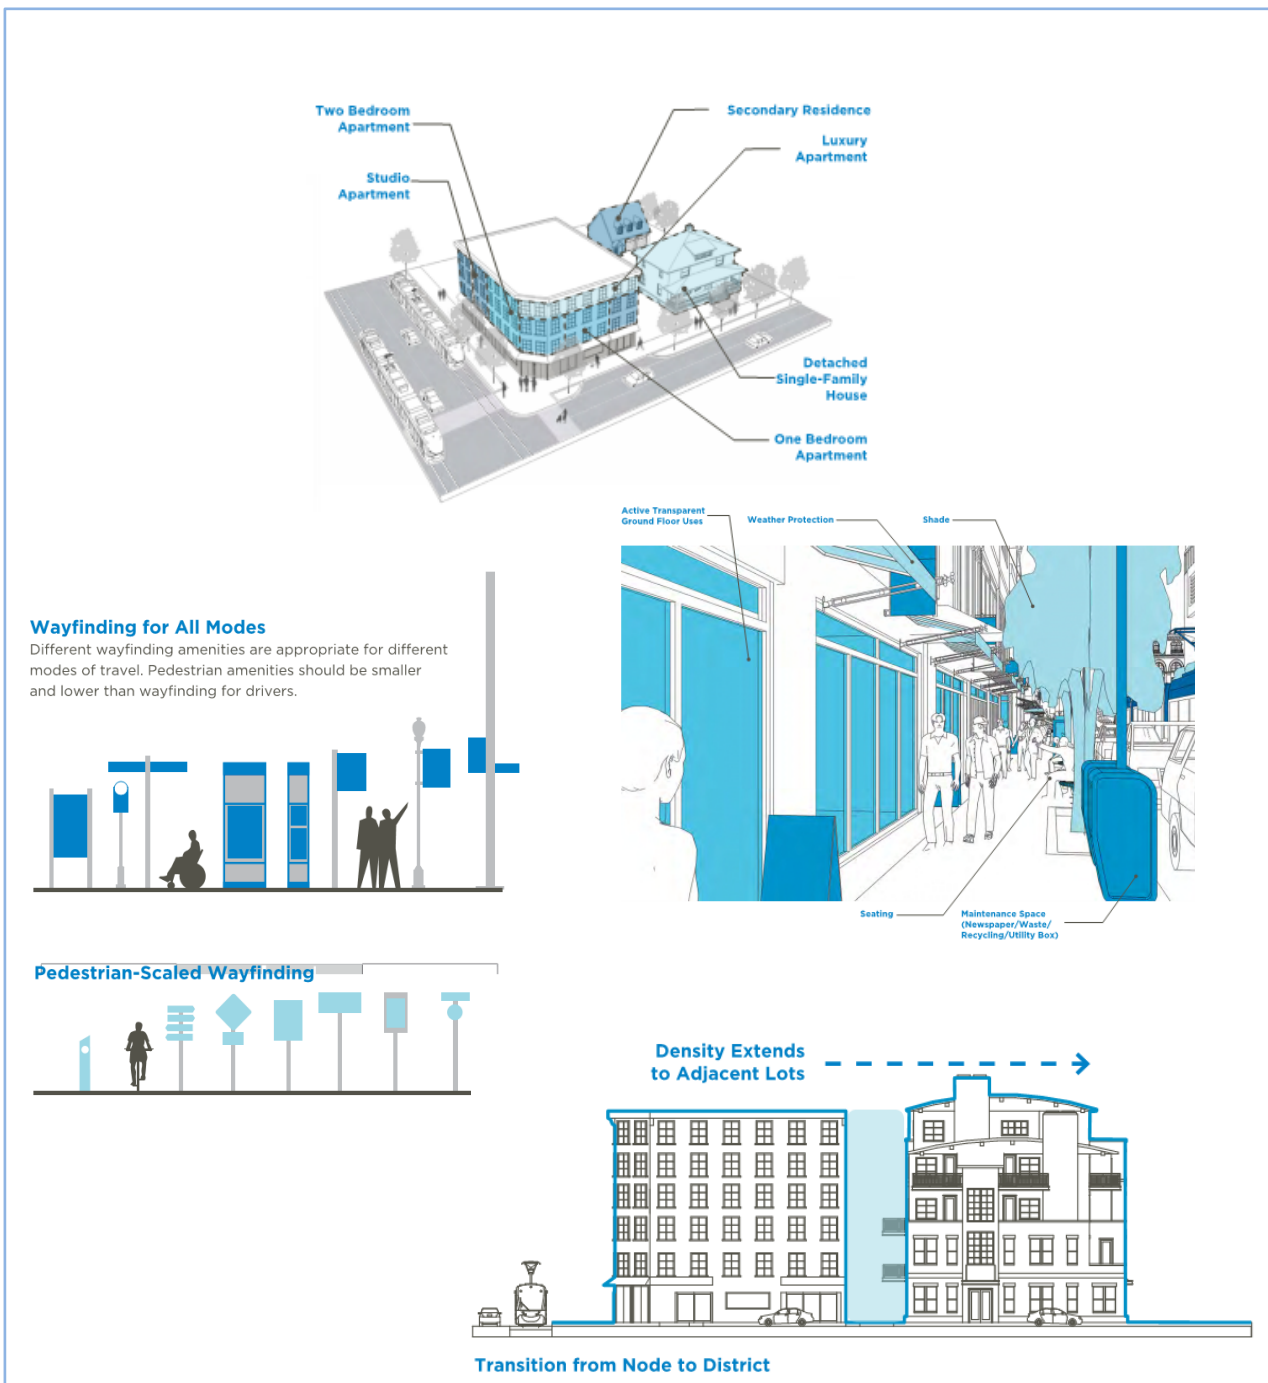 Two Bedroom
Apartment
Secondary Residence
Luxury
Apartment
Studio
Apartment
Detached
Single-Family
House
One Bedroom
Apartment
Active Transparent
Ground Floor Uses
Weather Protection
Shade
Wayfinding for All Modes
Different wayfinding amenities are appropriate for different
modes of travel. Pedestrian amenities should be smaller
and lower than wayfinding for drivers.
Seating
Maintenance Space
(Newspaper/Waste/
Recycling/Utility Box)
Pedestrian-Scaled Wayfinding
Density Extends
to Adjacent Lots
Transition from Node to District